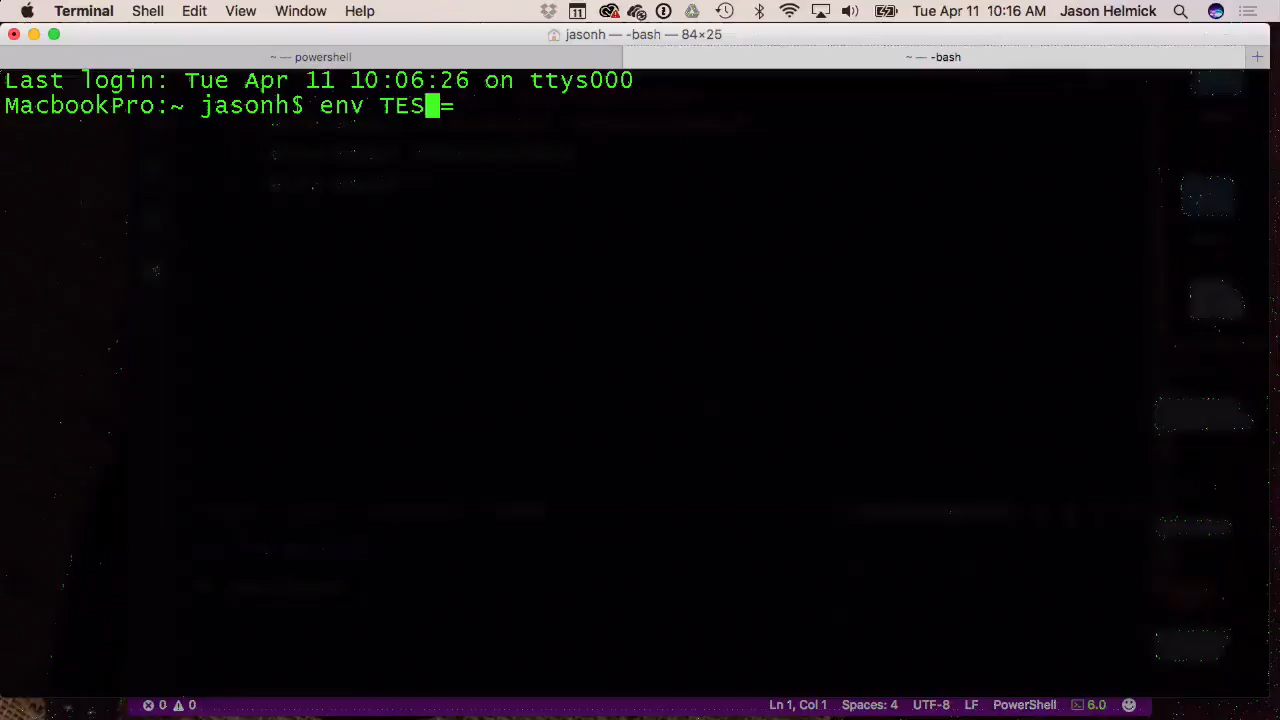 Terminal Shell Edit View Window Help 11 Tue Apr 11 10:16 AM Jason Helmick
jasonh — -bash — 84×25
~ — powershell ~ — -bash
Last login: Tue Apr 11 10:06:26 on ttys000
MacbookPro:~ jasonh$ env TES =
0 0 Ln 1, Col 1 Spaces: 4 UTF-8 LF PowerShell 6.0